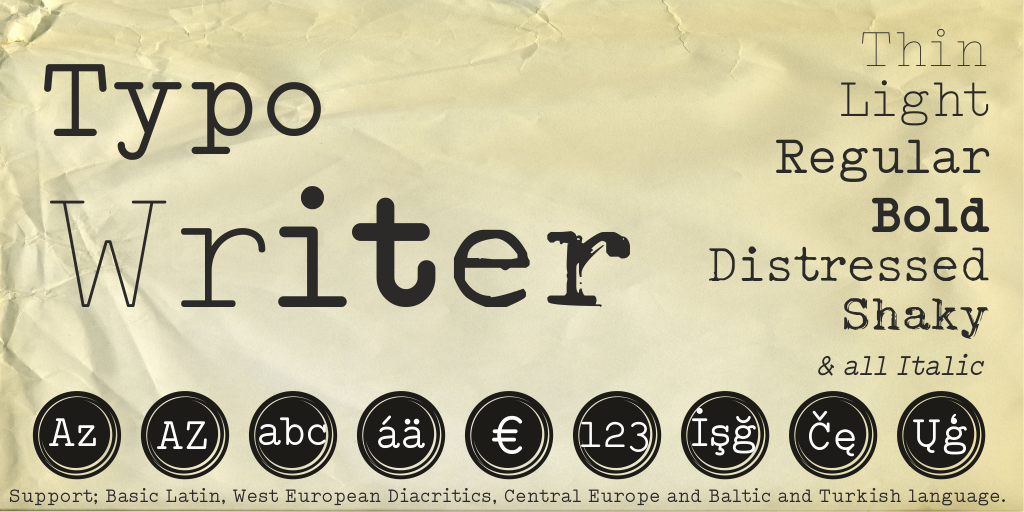 Typo
Writer
Thin
Light
Regular
Bold
Distressed
Shaky
& all Italic
Az AZ abc áä € 123 İşğ Čę Ųģ
Support; Basic Latin, West European Diacritics, Central Europe and Baltic and Turkish language.